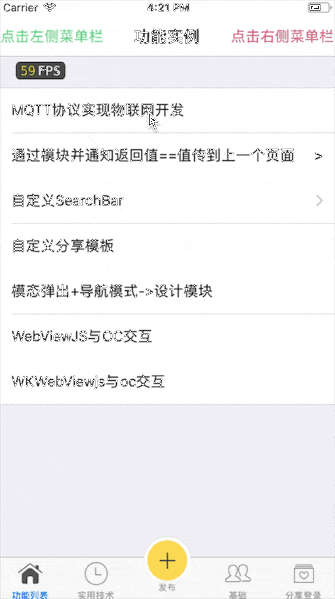 Carrier 4:21 PM
点击左侧菜单栏 功能实例 点击右侧菜单栏
59 FPS
MQTT协议实现物联网开发
通过模块并通知返回值==值传到上一个页面 >
自定义SearchBar
自定义分享模板
模态弹出+导航模式->设计模块
WebViewJS与OC交互
WKWebViewjs与oc交互
功能列表 实用技术 发布 基础 分享登录